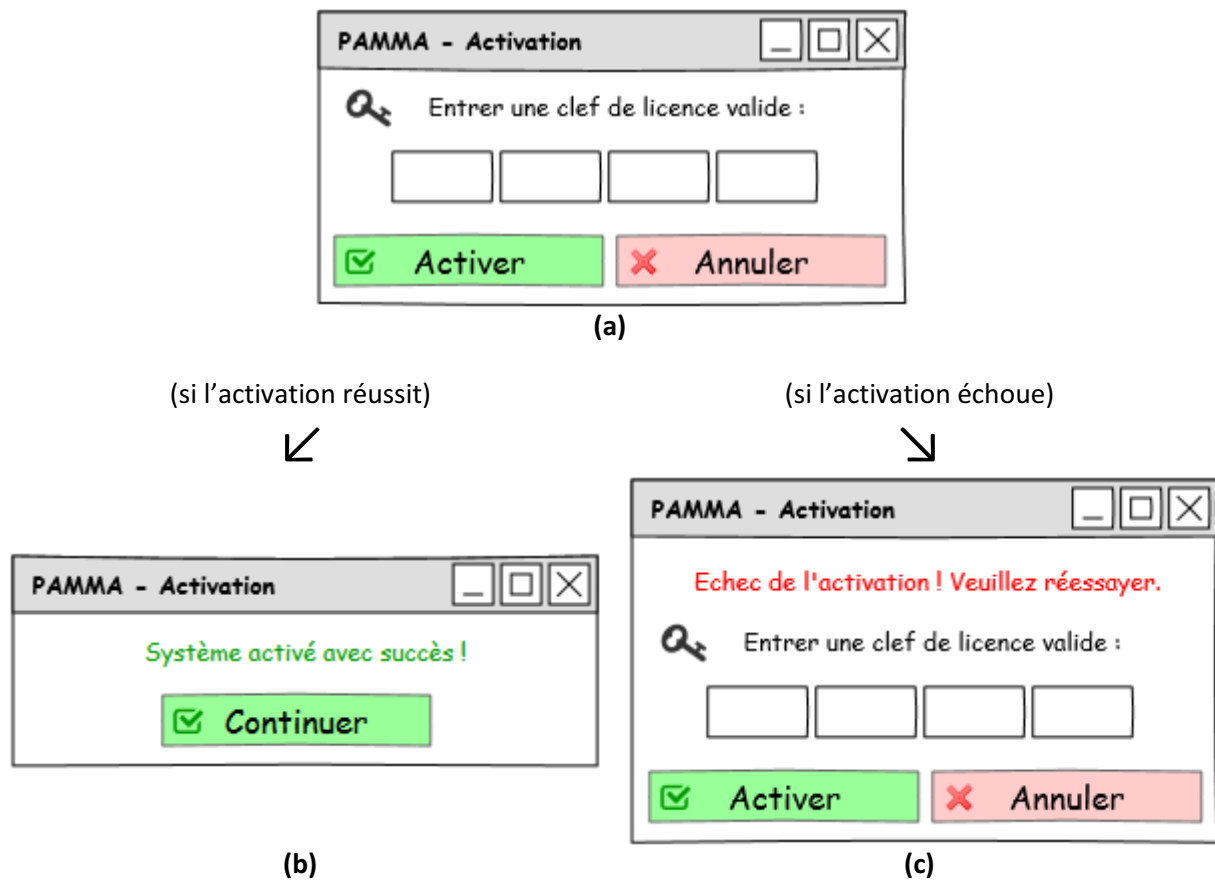 PAMMA - Activation
Entrer une clef de licence valide :
Activer
Annuler
(a)
(si l’activation réussit)
(si l’activation échoue)
PAMMA - Activation
Système activé avec succès !
Continuer
(b)
PAMMA - Activation
Echec de l'activation ! Veuillez réessayer.
Entrer une clef de licence valide :
Activer
Annuler
(c)